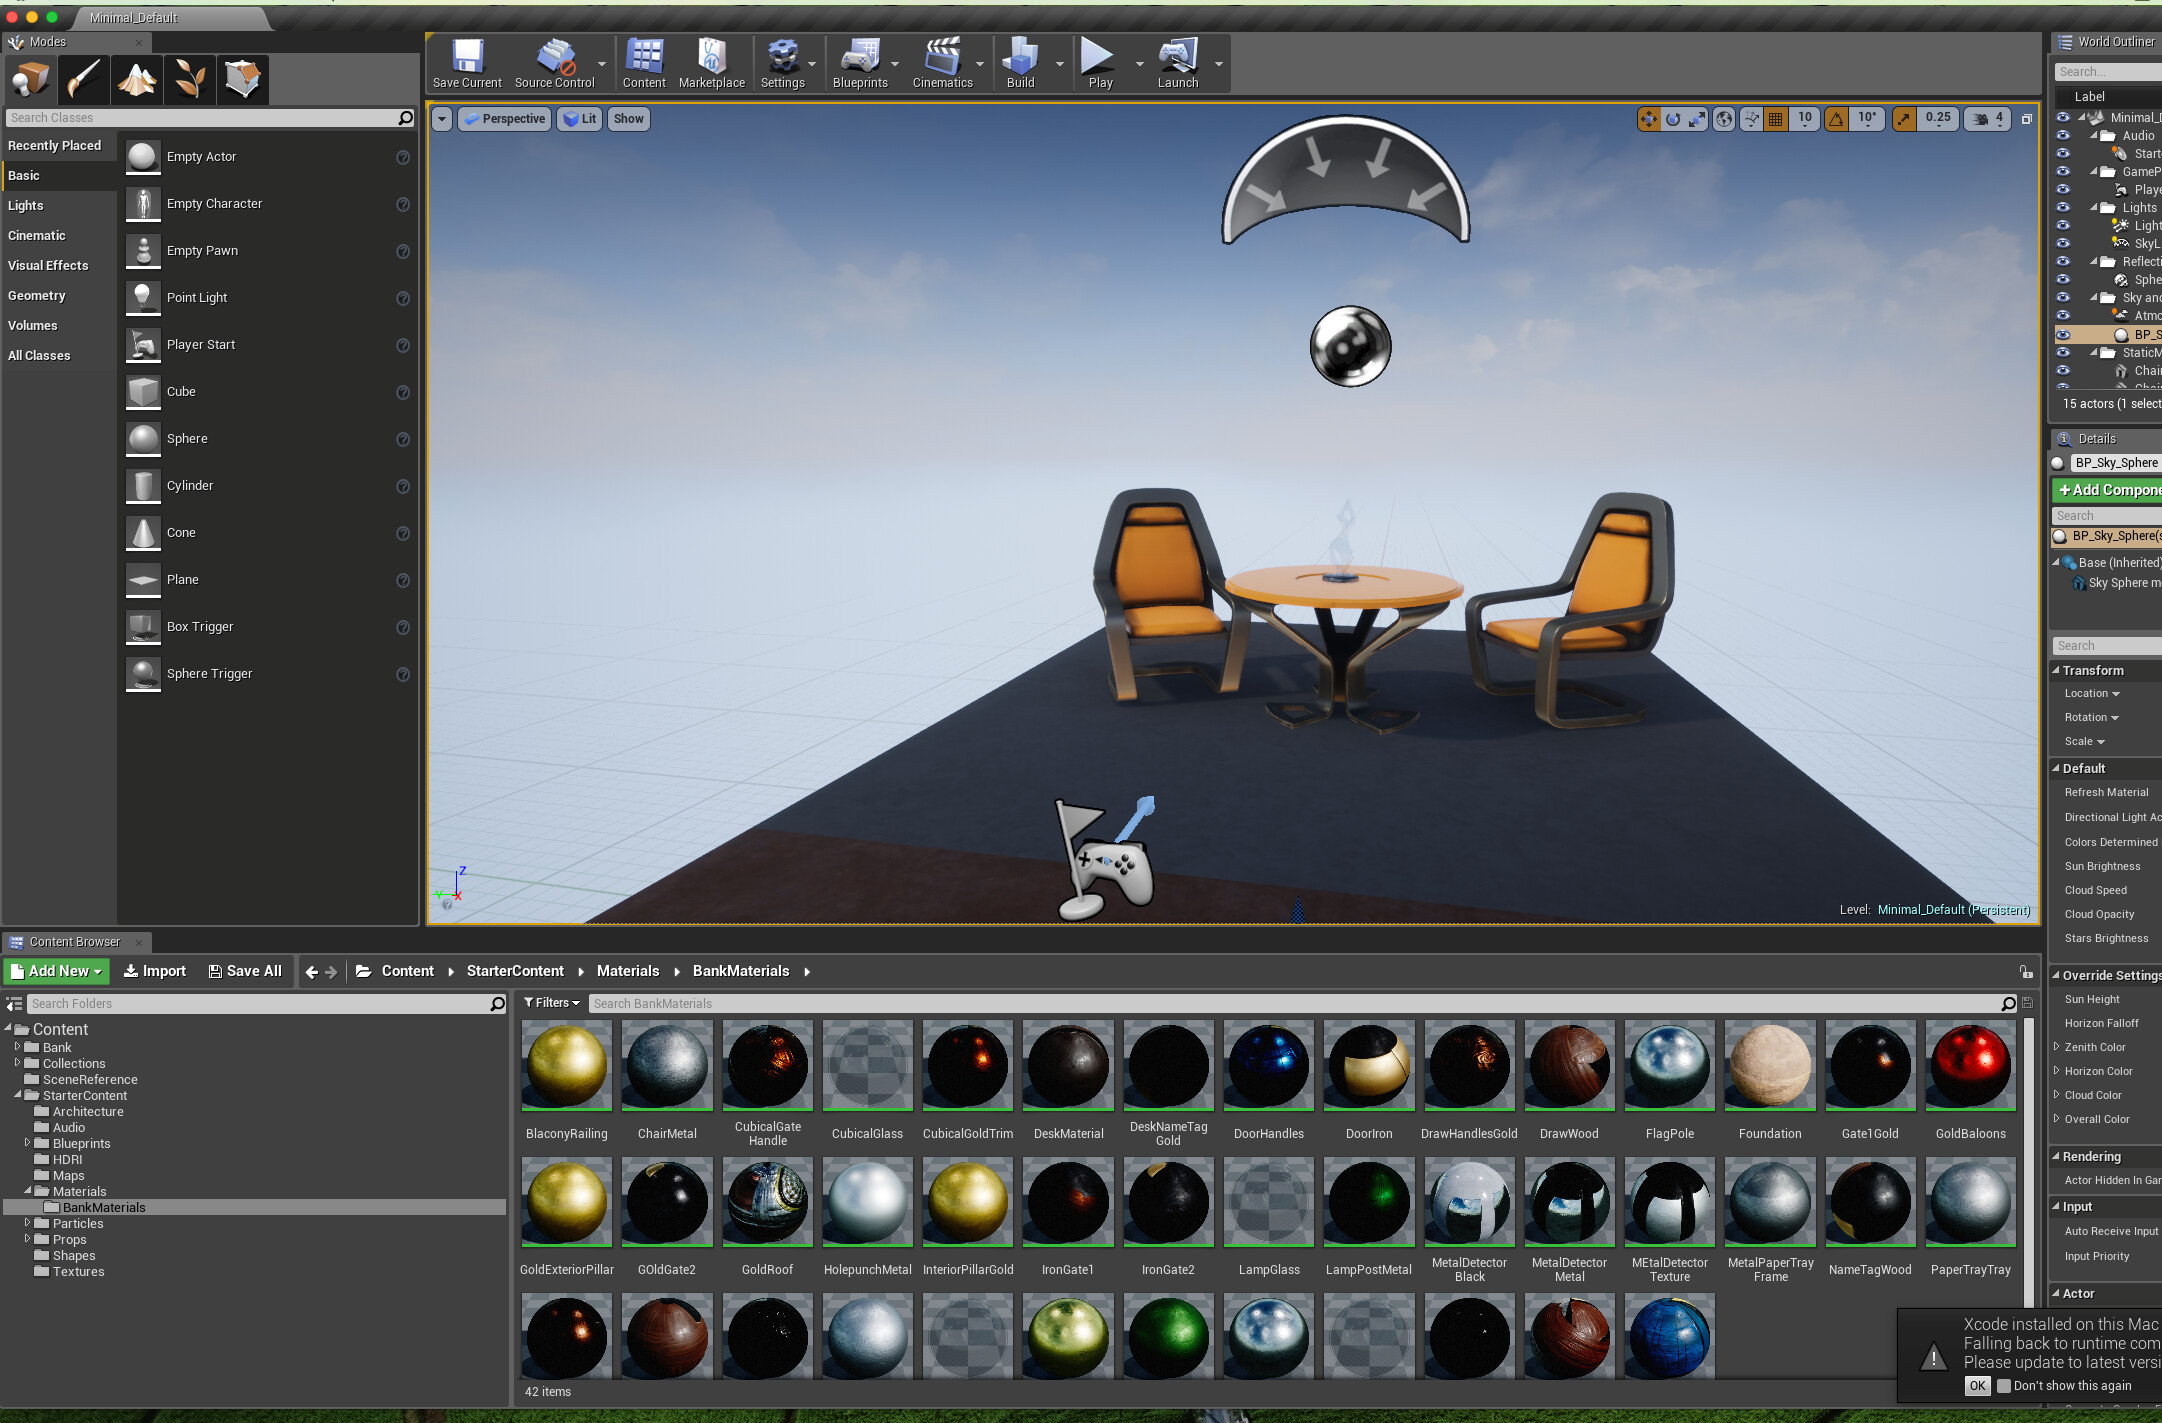 Minimal_Default
Modes
Search Classes
Recently Placed
Basic
Lights
Cinematic
Visual Effects
Geometry
Volumes
All Classes
Empty Actor
Empty Character
Empty Pawn
Point Light
Player Start
Cube
Sphere
Cylinder
Cone
Plane
Box Trigger
Sphere Trigger
Save Current
Source Control
Content
Marketplace
Settings
Blueprints
Cinematics
Build
Play
Launch
Perspective
Lit
Show
10
10°
0.25
4
Z
Y
X
Level: Minimal_Default (Persistent)
World Outliner
Search...
Label
Minimal_
Audio
Start
GameP
Playe
Lights
Light
SkyL
Reflecti
Sphe
Sky and
Atmo
BP_S
StaticM
Chai
Chai
15 actors (1 select
Details
BP_Sky_Sphere
+Add Compone
Search
BP_Sky_Sphere(s
Base (Inherited)
Sky Sphere m
Search
Transform
Location
Rotation
Scale
Default
Refresh Material
Directional Light Ac
Colors Determined
Sun Brightness
Cloud Speed
Cloud Opacity
Stars Brightness
Override Settings
Sun Height
Horizon Falloff
Zenith Color
Horizon Color
Cloud Color
Overall Color
Rendering
Actor Hidden In Gam
Input
Auto Receive Input
Input Priority
Actor
Content Browser
Add New
Import
Save All
Content
StarterContent
Materials
BankMaterials
Search Folders
Content
Bank
Collections
SceneReference
StarterContent
Architecture
Audio
Blueprints
HDRI
Maps
Materials
BankMaterials
Particles
Props
Shapes
Textures
Filters
Search BankMaterials
BlaconyRailing
ChairMetal
CubicalGate
Handle
CubicalGlass
CubicalGoldTrim
DeskMaterial
DeskNameTag
Gold
DoorHandles
DoorIron
DrawHandlesGold
DrawWood
FlagPole
Foundation
Gate1Gold
GoldBaloons
GoldExteriorPillar
GOldGate2
GoldRoof
HolepunchMetal
InteriorPillarGold
IronGate1
IronGate2
LampGlass
LampPostMetal
MetalDetector
Black
MetalDetector
Metal
MEtalDetector
Texture
MetalPaperTray
Frame
NameTagWood
PaperTrayTray
42 items
Xcode installed on this Mac
Falling back to runtime com
Please update to latest versi
OK
Don't show this again